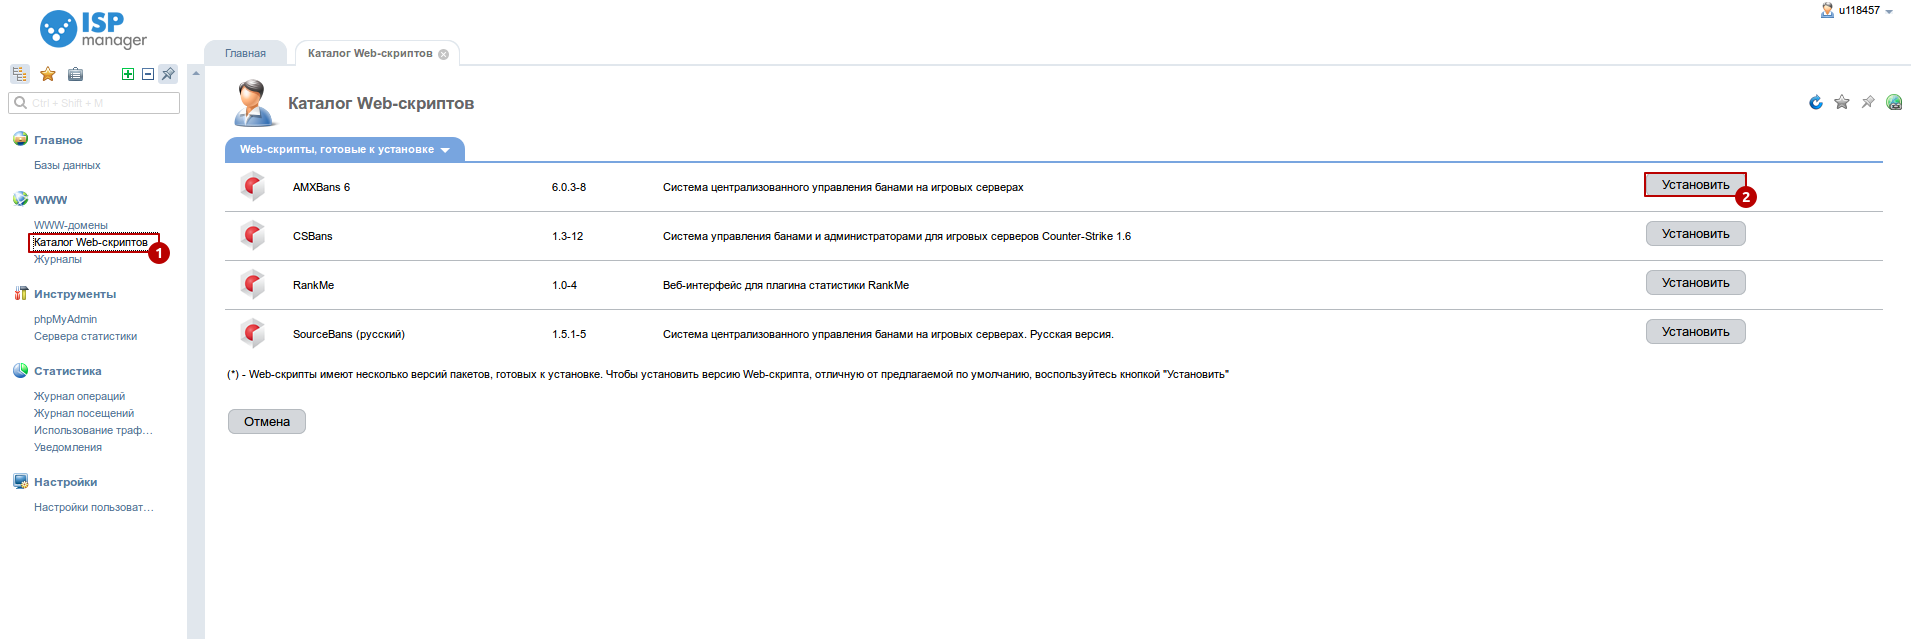 ISP
manager
u118457
Главная
Каталог Web-скриптов
Ctrl + Shift + M
Каталог Web-скриптов
Главное
Базы данных
WWW
WWW-домены
Каталог Web-скриптов
1
Журналы
Инструменты
phpMyAdmin
Сервера статистики
Статистика
Журнал операций
Журнал посещений
Использование траф…
Уведомления
Настройки
Настройки пользоват…
Web-скрипты, готовые к установке
AMXBans 6 6.0.3-8 Система централизованного управления банами на игровых серверах Установить
2
CSBans 1.3-12 Система управления банами и администраторами для игровых серверов Counter-Strike 1.6 Установить
RankMe 1.0-4 Веб-интерфейс для плагина статистики RankMe Установить
SourceBans (русский) 1.5.1-5 Система централизованного управления банами на игровых серверах. Русская версия. Установить
(*) - Web-скрипты имеют несколько версий пакетов, готовых к установке. Чтобы установить версию Web-скрипта, отличную от предлагаемой по умолчанию, воспользуйтесь кнопкой "Установить"
Отмена